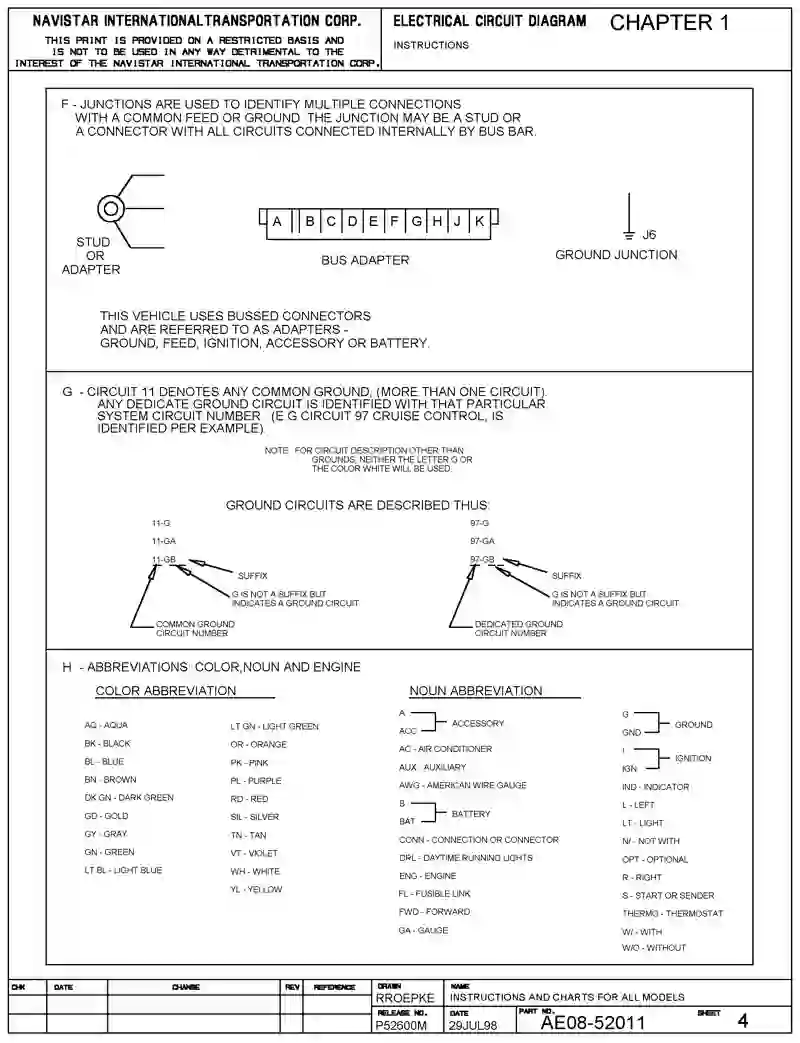 NAVISTAR INTERNATIONAL TRANSPORTATION CORP.
THIS PRINT IS PROVIDED ON A RESTRICTED BASIS AND
IS NOT TO BE USED IN ANY WAY DETRIMENTAL TO THE
INTEREST OF THE NAVISTAR INTERNATIONAL TRANSPORTATION CORP.
ELECTRICAL CIRCUIT DIAGRAM CHAPTER 1
INSTRUCTIONS
F - JUNCTIONS ARE USED TO IDENTIFY MULTIPLE CONNECTIONS
WITH A COMMON FEED OR GROUND THE JUNCTION MAY BE A STUD OR
A CONNECTOR WITH ALL CIRCUITS CONNECTED INTERNALLY BY BUS BAR.
STUD
OR
ADAPTER
A B C D E F G H J K
BUS ADAPTER
J6
GROUND JUNCTION
THIS VEHICLE USES BUSSED CONNECTORS
AND ARE REFERRED TO AS ADAPTERS -
GROUND, FEED, IGNITION, ACCESSORY OR BATTERY.
G - CIRCUIT 11 DENOTES ANY COMMON GROUND, (MORE THAN ONE CIRCUIT).
ANY DEDICATE GROUND CIRCUIT IS IDENTIFIED WITH THAT PARTICULAR
SYSTEM CIRCUIT NUMBER (E G CIRCUIT 97 CRUISE CONTROL, IS
IDENTIFIED PER EXAMPLE)
NOTE FOR CIRCUIT DESCRIPTION OTHER THAN
GROUNDS, NEITHER THE LETTER G OR
THE COLOR WHITE WILL BE USED.
GROUND CIRCUITS ARE DESCRIBED THUS:
11-G
11-GA
11-GB
SUFFIX
G IS NOT A SUFFIX BUT
INDICATES A GROUND CIRCUIT
COMMON GROUND
CIRCUIT NUMBER
97-G
97-GA
97-GB
SUFFIX
G IS NOT A SUFFIX BUT
INDICATES A GROUND CIRCUIT
DEDICATED GROUND
CIRCUIT NUMBER
H - ABBREVIATIONS COLOR,NOUN AND ENGINE
COLOR ABBREVIATION
AQ - AQUA
BK - BLACK
BL - BLUE
BN - BROWN
DK GN - DARK GREEN
GD - GOLD
GY - GRAY
GN - GREEN
LT BL - LIGHT BLUE
LT GN - LIGHT GREEN
OR - ORANGE
PK - PINK
PL - PURPLE
RD - RED
SIL - SILVER
TN - TAN
VT - VIOLET
WH - WHITE
YL - YELLOW
NOUN ABBREVIATION
A
ACC
ACCESSORY
AC - AIR CONDITIONER
AUX AUXILIARY
AWG - AMERICAN WIRE GAUGE
B
BAT
BATTERY
CONN - CONNECTION OR CONNECTOR
DRL - DAYTIME RUNNING LIGHTS
ENG - ENGINE
FL - FUSIBLE LINK
FWD - FORWARD
GA - GAUGE
G
GND
GROUND
I
IGN
IGNITION
IND - INDICATOR
L - LEFT
LT - LIGHT
N/ - NOT WITH
OPT - OPTIONAL
R - RIGHT
S - START OR SENDER
THERMO - THERMOSTAT
W/ - WITH
W/O - WITHOUT
CHK DATE CHANGE REV REFERENCE
DRAWN
RROEPKE
NAME
INSTRUCTIONS AND CHARTS FOR ALL MODELS
RELEASE NO.
P52600M
DATE
29JUL98
PART NO.
AE08-52011
SHEET 4